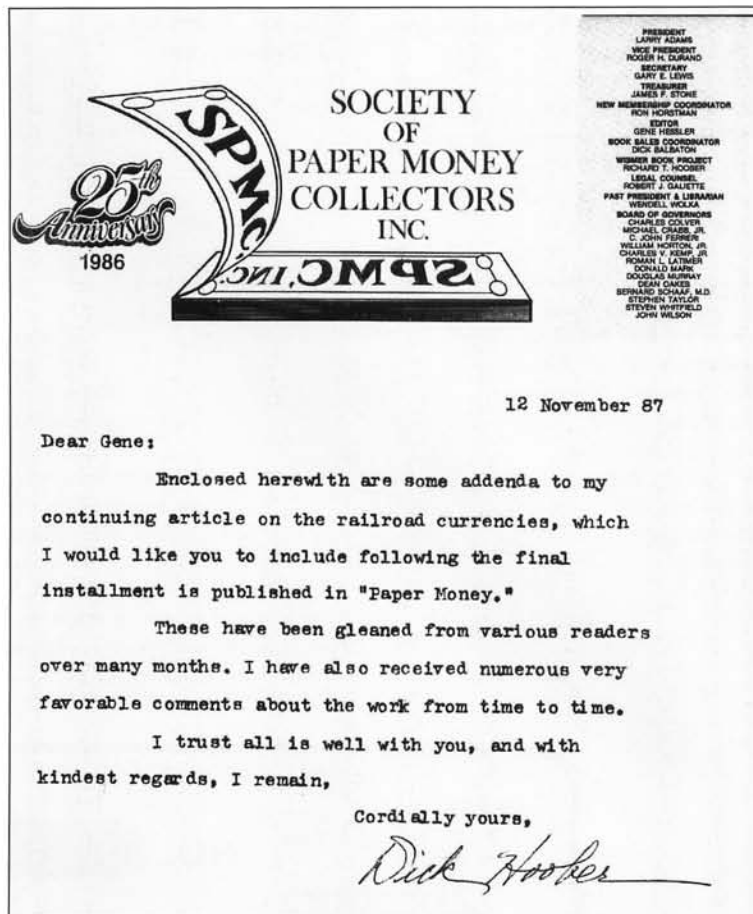 SOCIETY
OF
PAPER MONEY
COLLECTORS
INC.
SPMC,
SPMC, INC.
25th
Anniversary
1986
PRESIDENT
LARRY ADAMS
VICE PRESIDENT
ROGER H. DURAND
SECRETARY
GARY E. LEWIS
TREASURER
JAMES F. STONE
NEW MEMBERSHIP COORDINATOR
RON HORSTMAN
EDITOR
GENE HESSLER
BOOK SALES COORDINATOR
DICK BALBATON
WISMER BOOK PROJECT
RICHARD T. HOOBER
LEGAL COUNSEL
ROBERT J. GALIETTE
PAST PRESIDENT & LIBRARIAN
WENDELL WOLKA
BOARD OF GOVERNORS
CHARLES COLVER
MICHAEL CRABB, JR.
C. JOHN FERRERI
WILLIAM HORTON, JR.
CHARLES V. KEMP, JR
ROMAN L. LATIMER
DONALD MARK
DOUGLAS MURRAY
DEAN OAKES
BERNARD SCHAAF, M.D.
STEPHEN TAYLOR
STEVEN WHITFIELD
JOHN WILSON
12 November 87
Dear Gene:
Enclosed herewith are some addenda to my
continuing article on the railroad currencies, which
I would like you to include following the final
installment is published in "Paper Money."
These have been gleaned from various readers
over many months. I have also received numerous very
favorable comments about the work from time to time.
I trust all is well with you, and with
kindest regards, I remain,
Cordially yours,
Dick Hoober